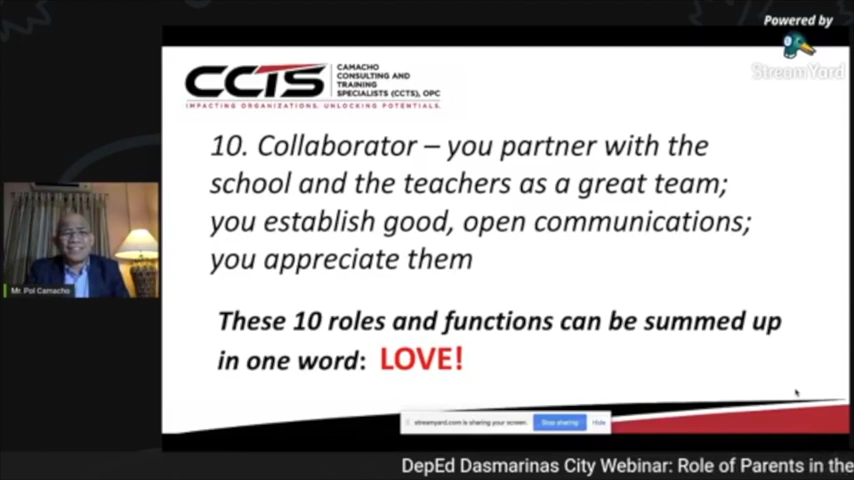 Powered by
StreamYard
CCTS
CAMACHO
CONSULTING AND
TRAINING
SPECIALISTS (CCTS), OPC
IMPACTING ORGANIZATIONS. UNLOCKING POTENTIALS.
10. Collaborator – you partner with the
school and the teachers as a great team;
you establish good, open communications;
you appreciate them
Mr. Pol Camacho
These 10 roles and functions can be summed up
in one word: LOVE!
streamyard.com is sharing your screen.
Stop sharing
Hide
DepEd Dasmarinas City Webinar: Role of Parents in the